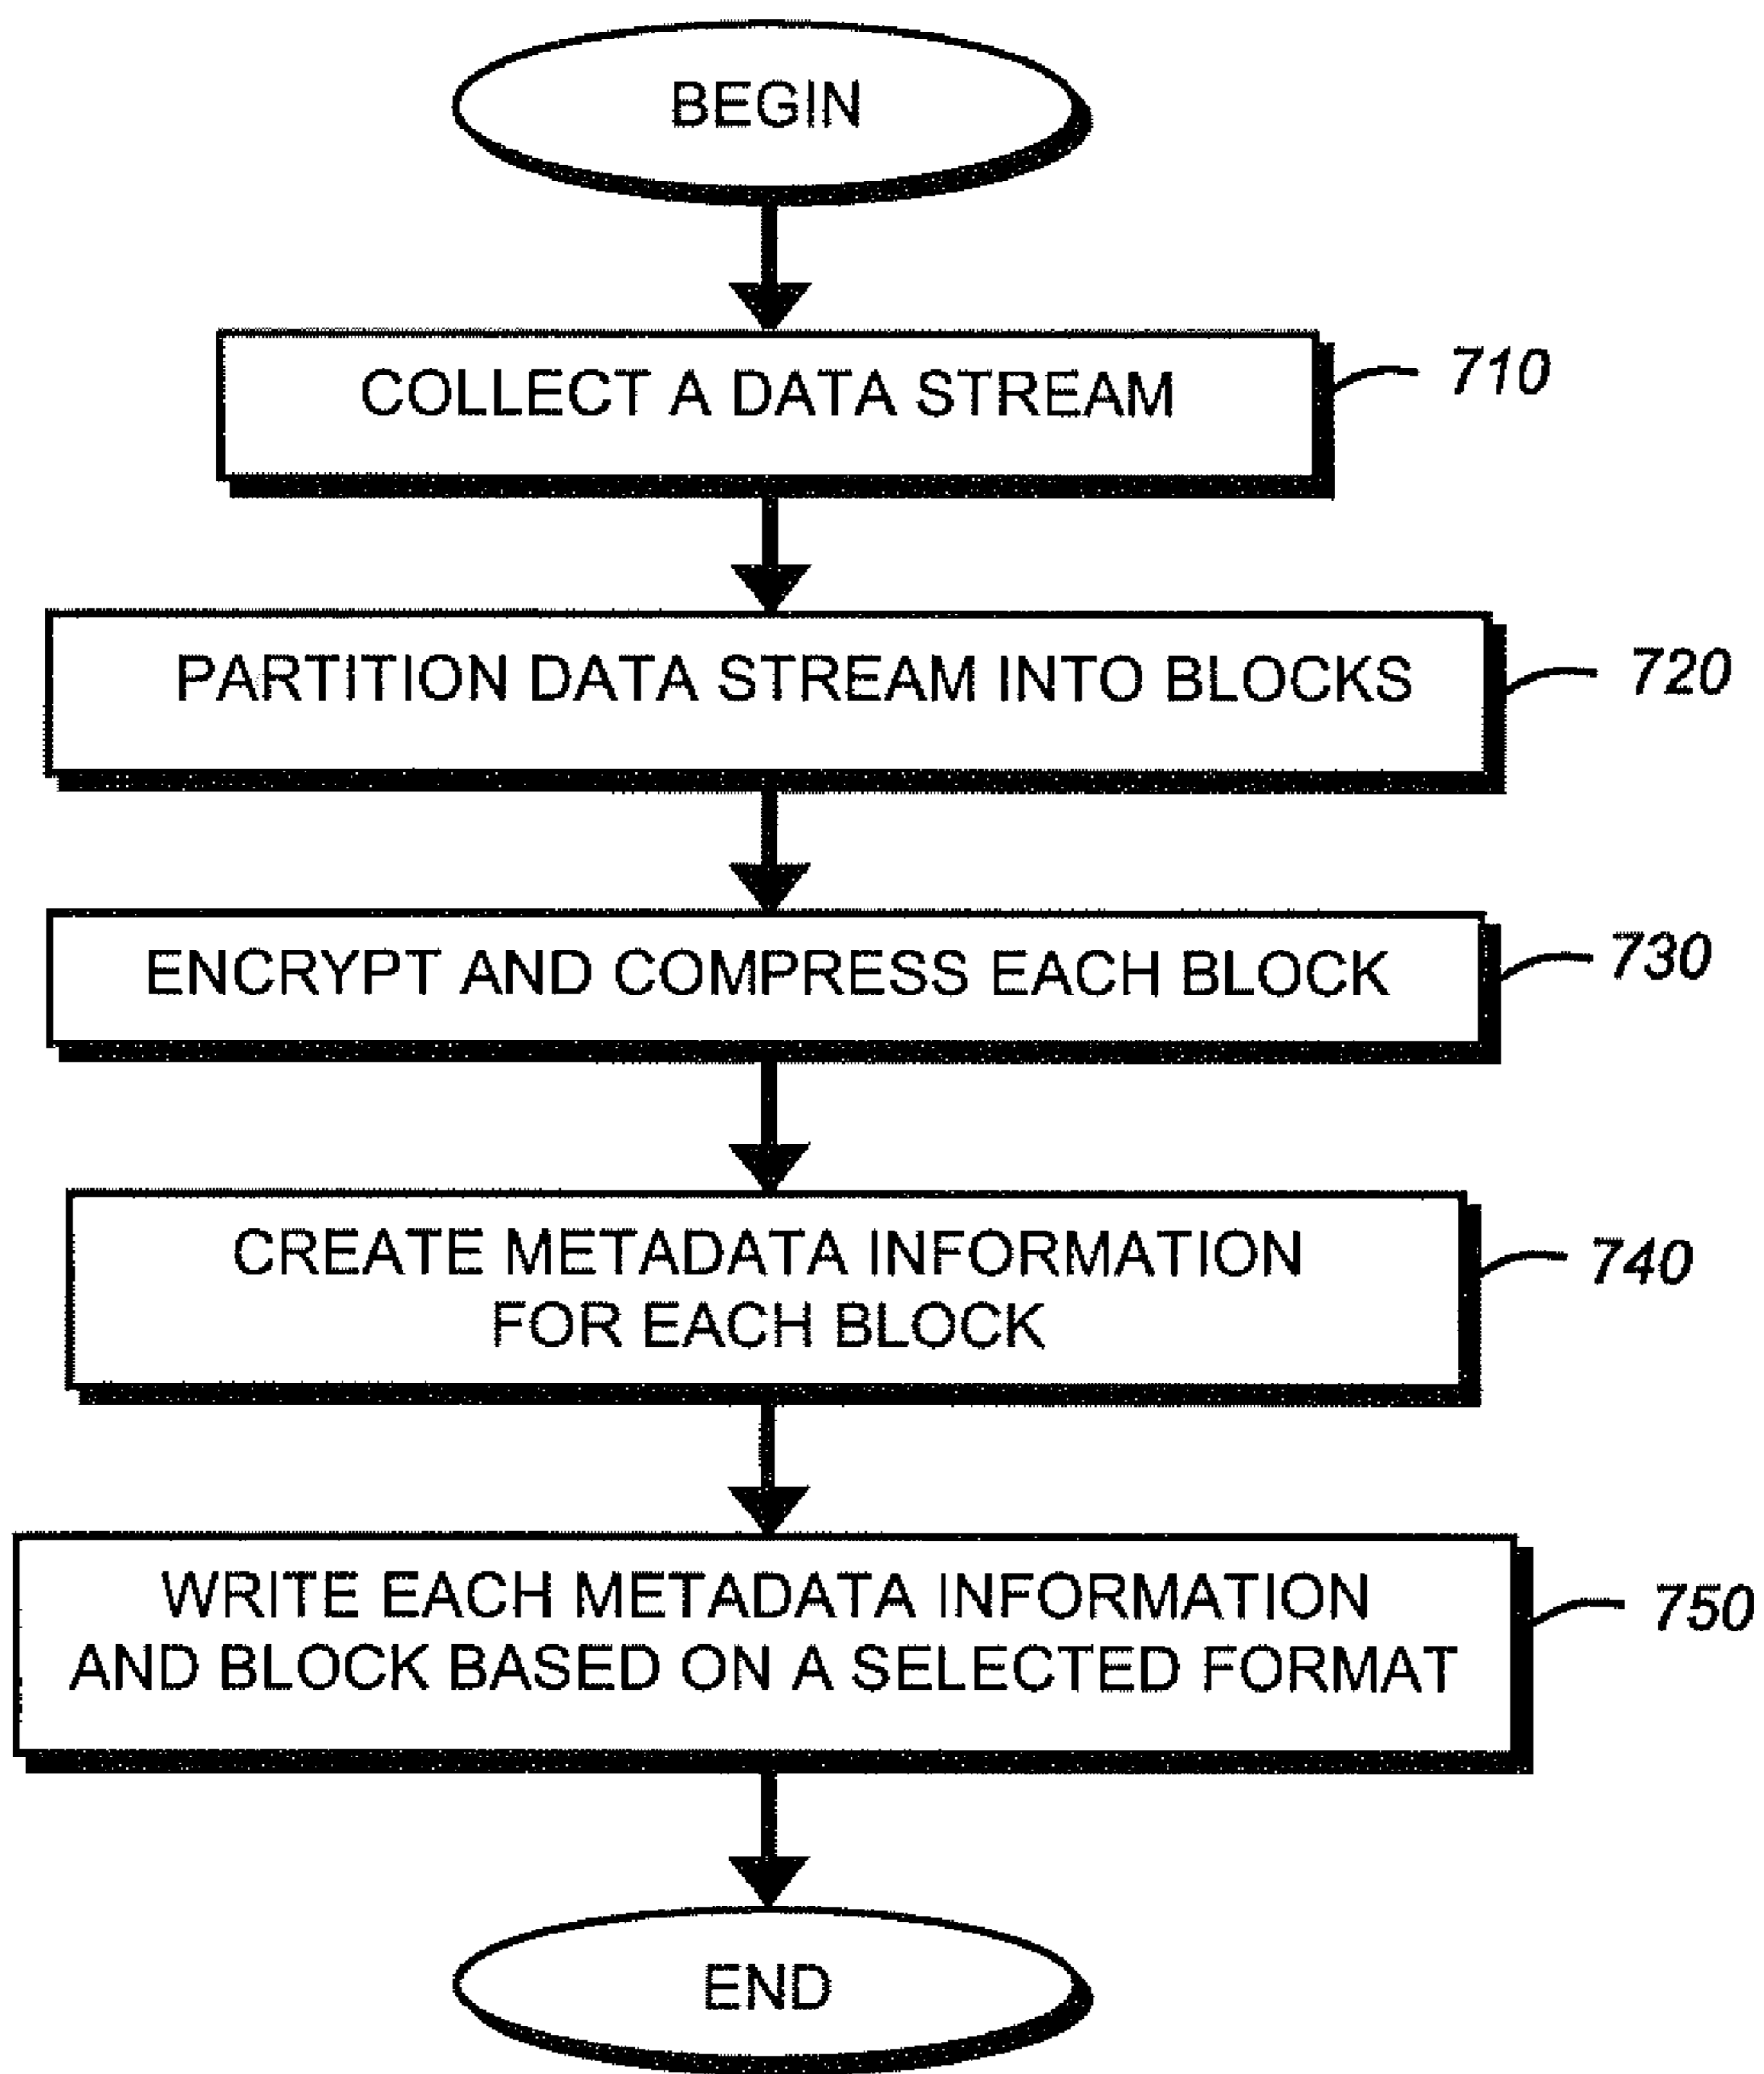 BEGIN
COLLECT A DATA STREAM
710
PARTITION DATA STREAM INTO BLOCKS
720
ENCRYPT AND COMPRESS EACH BLOCK
730
CREATE METADATA INFORMATION
FOR EACH BLOCK
740
WRITE EACH METADATA INFORMATION
AND BLOCK BASED ON A SELECTED FORMAT
750
END